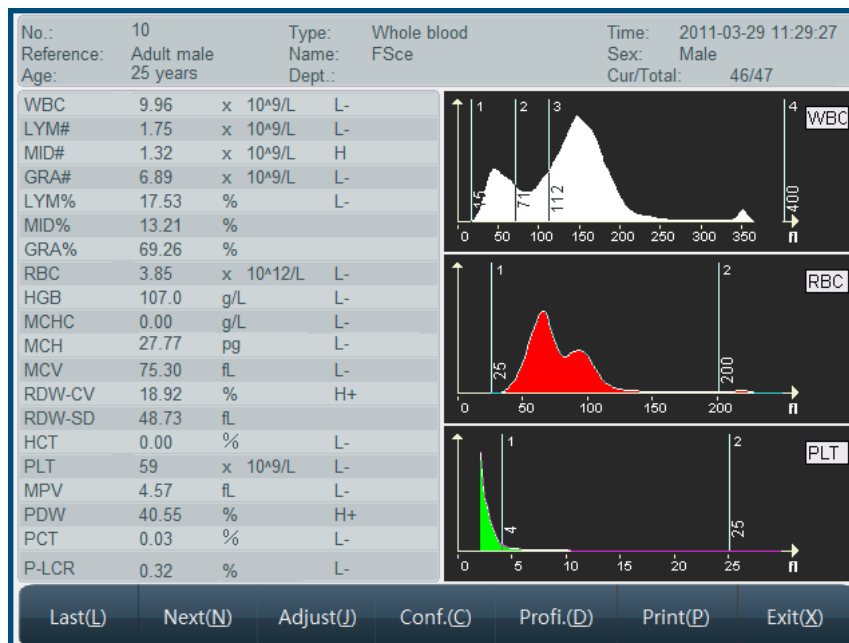 No.: 10 Type: Whole blood Time: 2011-03-29 11:29:27
Reference: Adult male Name: FSce Sex: Male
Age: 25 years Dept.: Cur/Total: 46/47
WBC 9.96 x 10^9/L L-
LYM# 1.75 x 10^9/L L-
MID# 1.32 x 10^9/L H
GRA# 6.89 x 10^9/L L-
LYM% 17.53 % L-
MID% 13.21 %
GRA% 69.26 %
RBC 3.85 x 10^12/L L-
HGB 107.0 g/L L-
MCHC 0.00 g/L L-
MCH 27.77 pg L-
MCV 75.30 fL L-
RDW-CV 18.92 % H+
RDW-SD 48.73 fL
HCT 0.00 % L-
PLT 59 x 10^9/L L-
MPV 4.57 fL L-
PDW 40.55 % H+
PCT 0.03 % L-
P-LCR 0.32 % L-
1 2 3 4 WBC
15 71 112 400
0 50 100 150 200 250 300 350 fl
1 2 RBC
25 200
0 50 100 150 200 fl
1 2 PLT
4 25
0 5 10 15 20 25 fl
Last(L) Next(N) Adjust(J) Conf.(C) Profi.(D) Print(P) Exit(X)